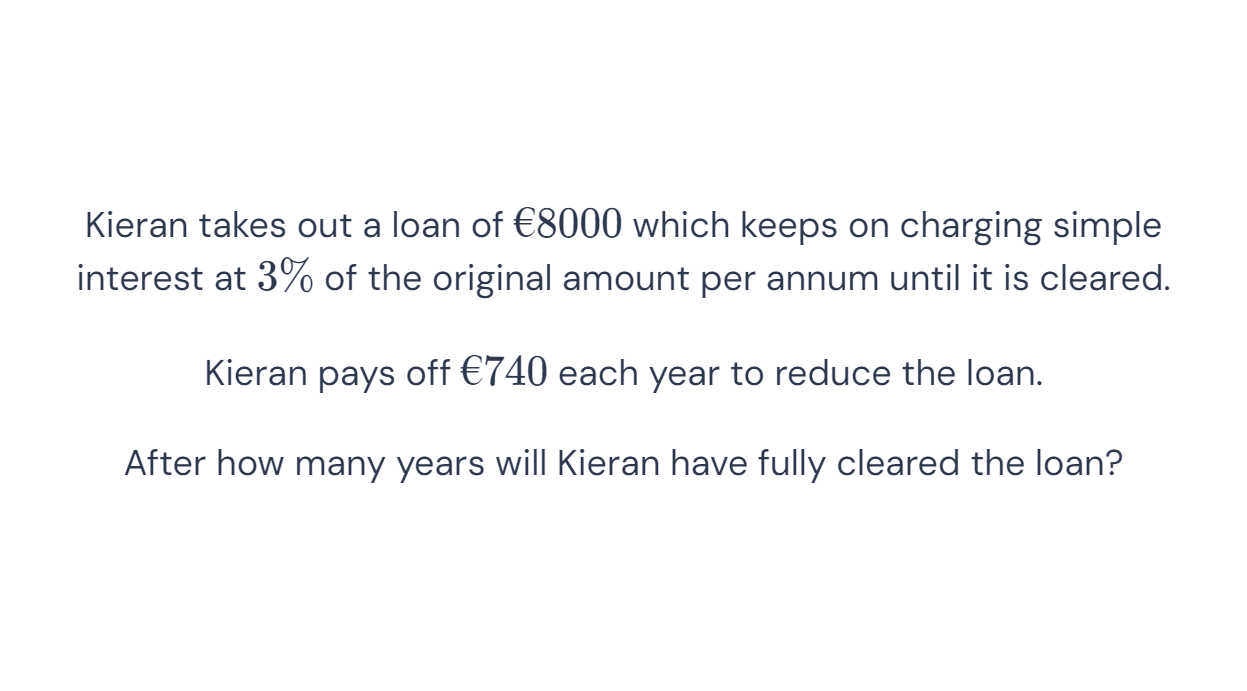 Kieran takes out a loan of €8000 which keeps on charging simple
interest at 3% of the original amount per annum until it is cleared.
Kieran pays off €740 each year to reduce the loan.
After how many years will Kieran have fully cleared the loan?